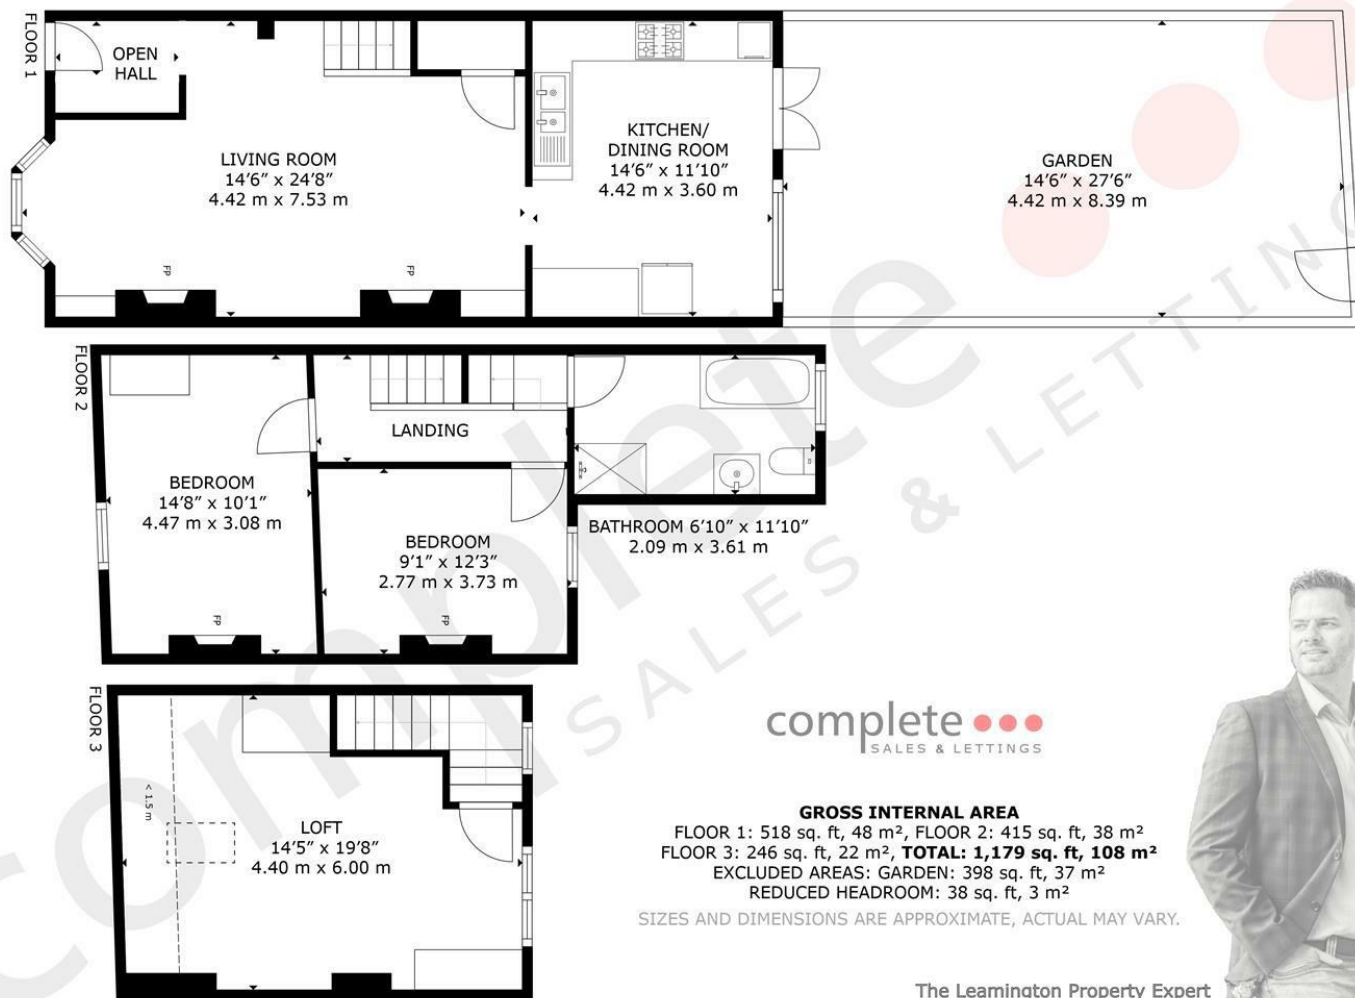 FLOOR 1
OPEN
HALL
LIVING ROOM
14'6" x 24'8"
4.42 m x 7.53 m
FP
FP
KITCHEN/
DINING ROOM
14'6" x 11'10"
4.42 m x 3.60 m
GARDEN
14'6" x 27'6"
4.42 m x 8.39 m
FLOOR 2
BEDROOM
14'8" x 10'1"
4.47 m x 3.08 m
FP
LANDING
BEDROOM
9'1" x 12'3"
2.77 m x 3.73 m
FP
BATHROOM 6'10" x 11'10"
2.09 m x 3.61 m
FLOOR 3
< 1.5 m
LOFT
14'5" x 19'8"
4.40 m x 6.00 m
complete
SALES & LETTINGS
GROSS INTERNAL AREA
FLOOR 1: 518 sq. ft, 48 m², FLOOR 2: 415 sq. ft, 38 m²
FLOOR 3: 246 sq. ft, 22 m², TOTAL: 1,179 sq. ft, 108 m²
EXCLUDED AREAS: GARDEN: 398 sq. ft, 37 m²
REDUCED HEADROOM: 38 sq. ft, 3 m²
SIZES AND DIMENSIONS ARE APPROXIMATE, ACTUAL MAY VARY.
The Leamington Property Expert
complete
SALES & LETTING